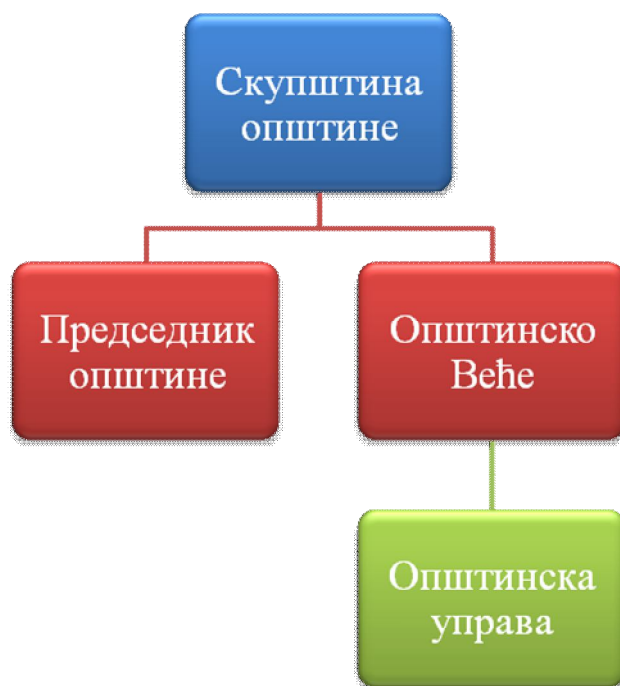 Скупштина
општине
Председник
општине
Општинско
Веће
Општинска
управа